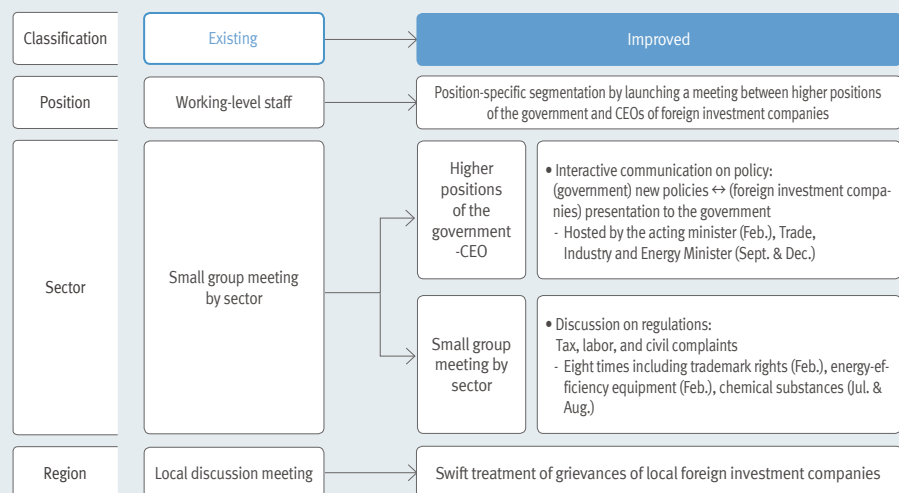 Classification
Existing
Improved
Position
Working-level staff
Position-specific segmentation by launching a meeting between higher positions
of the government and CEOs of foreign investment companies
Sector
Small group meeting
by sector
Higher
positions
of the
government
-CEO
• Interactive communication on policy:
(government) new policies ↔ (foreign investment compa-
nies) presentation to the government
- Hosted by the acting minister (Feb.), Trade,
Industry and Energy Minister (Sept. & Dec.)
Small group
meeting by
sector
• Discussion on regulations:
Tax, labor, and civil complaints
- Eight times including trademark rights (Feb.), energy-ef-
ficiency equipment (Feb.), chemical substances (Jul. &
Aug.)
Region
Local discussion meeting
Swift treatment of grievances of local foreign investment companies